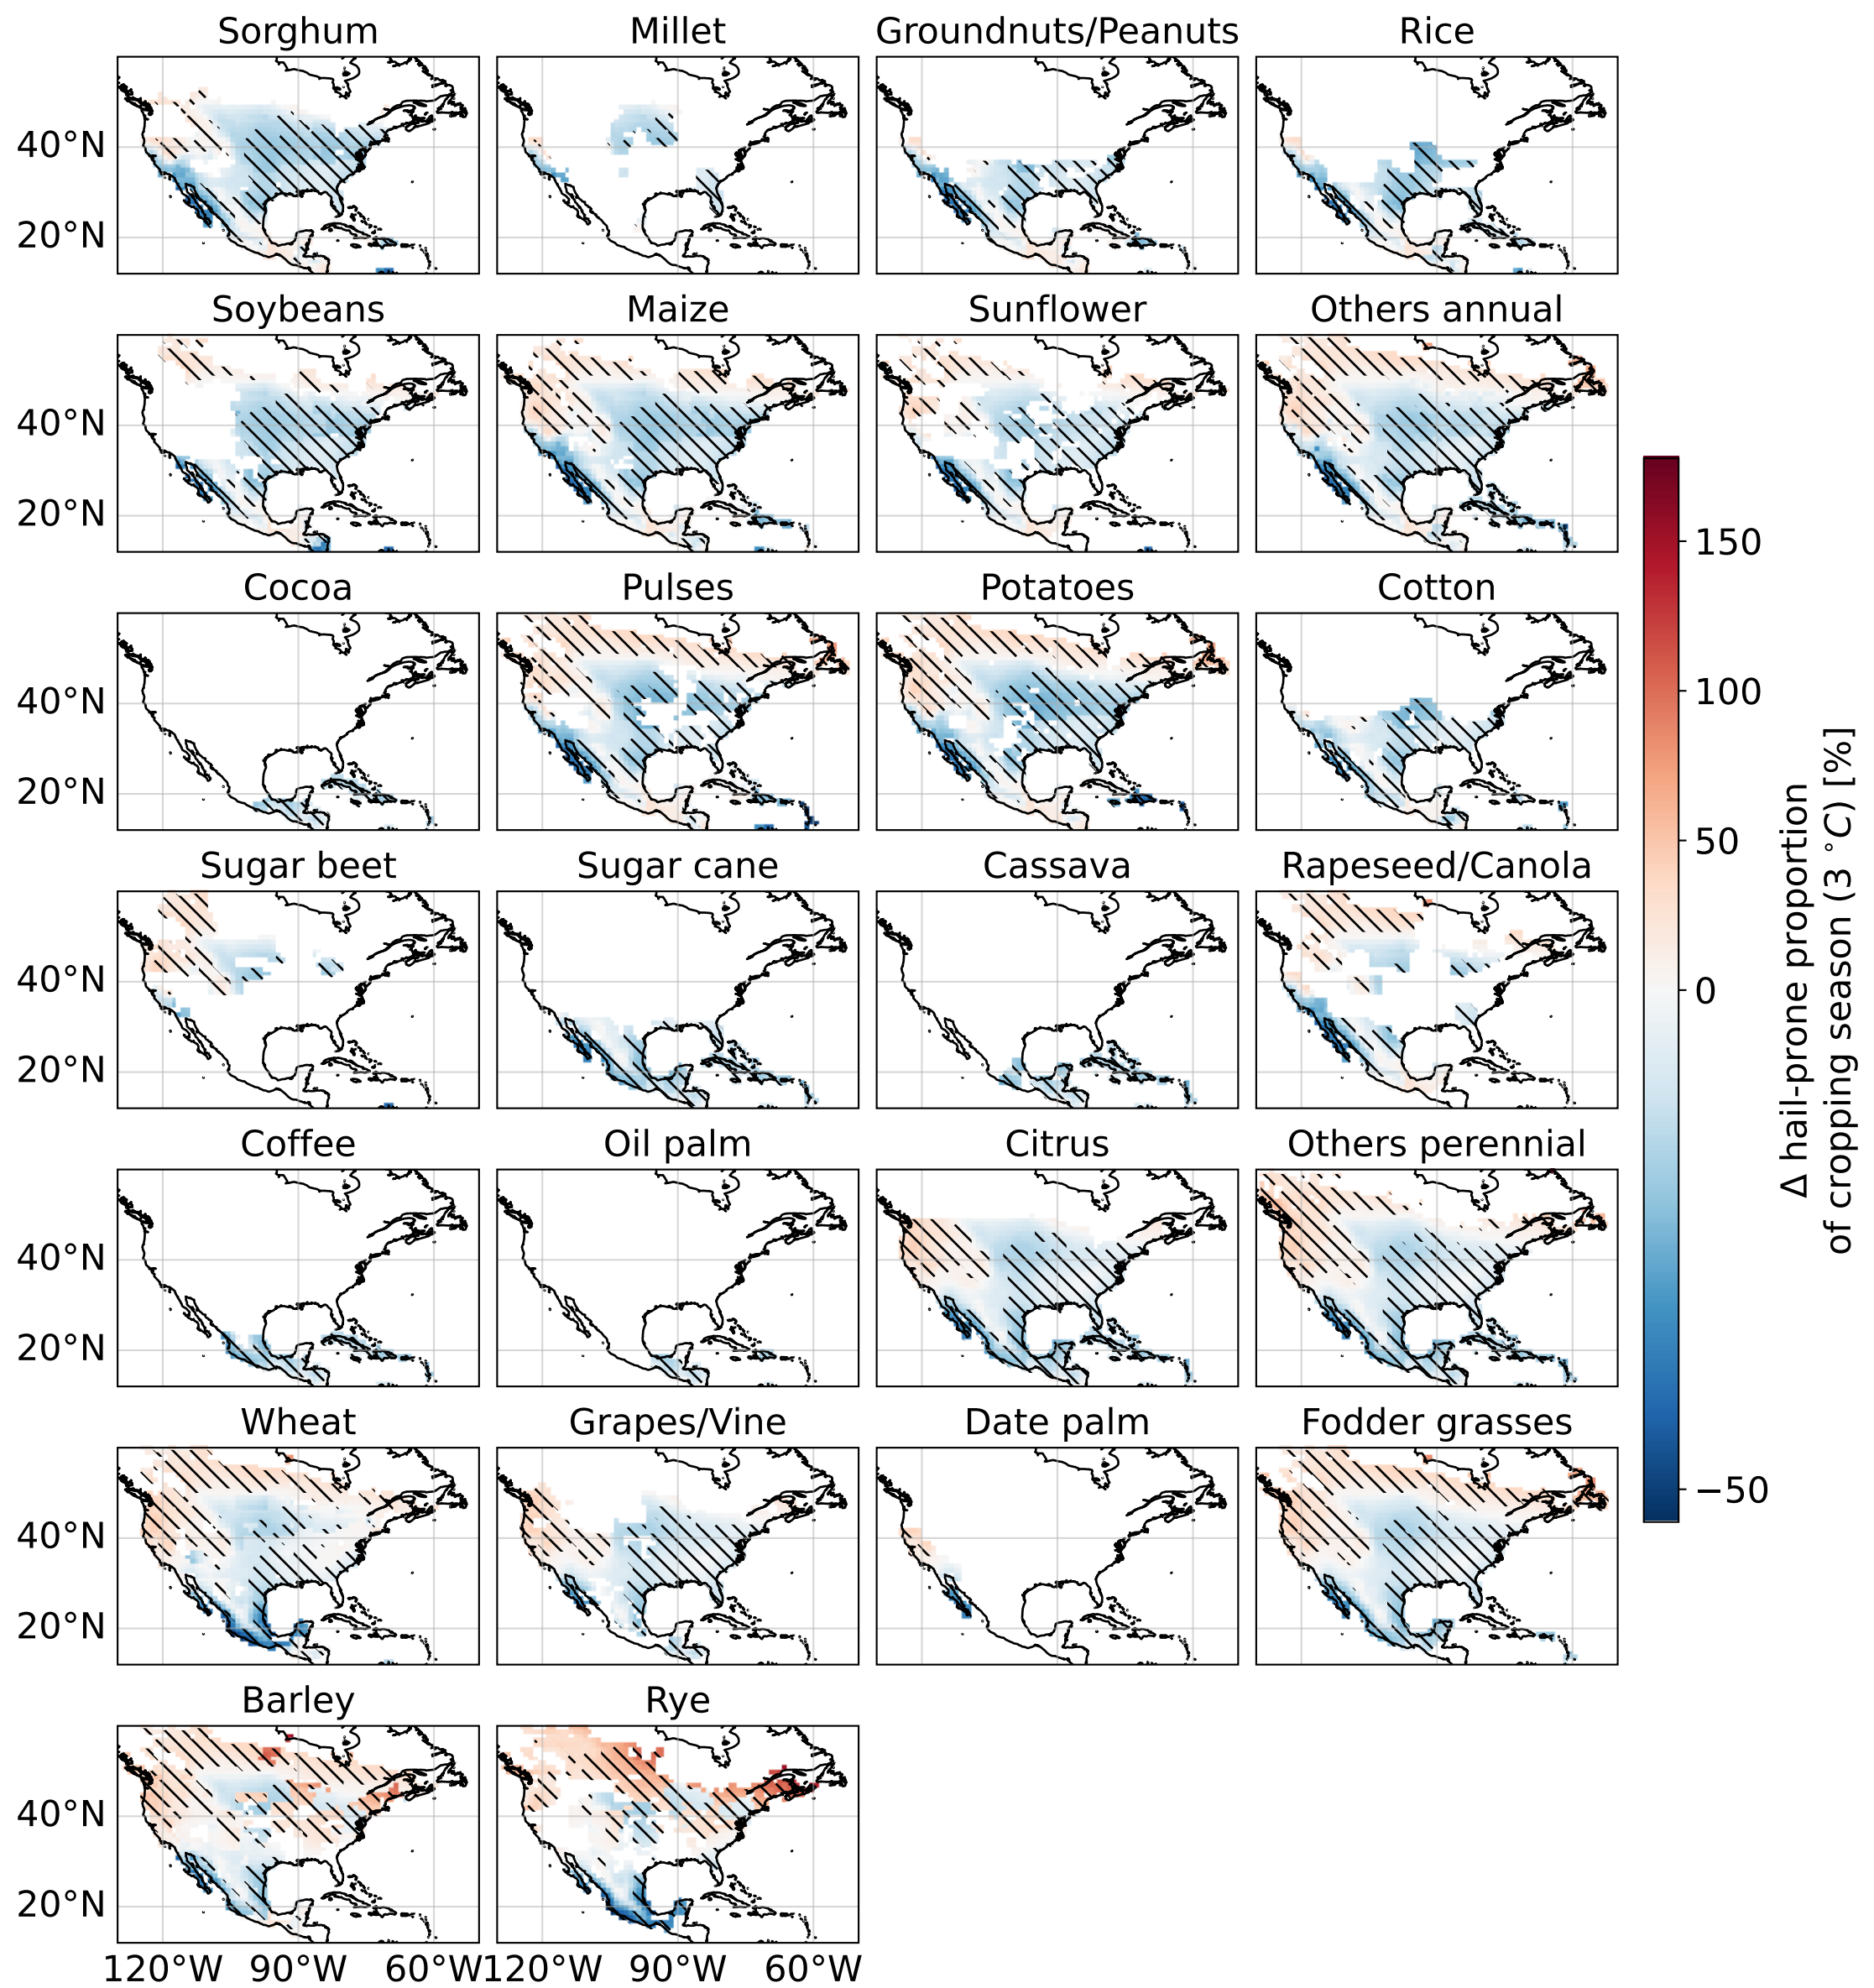 Sorghum Millet Groundnuts/Peanuts Rice
40°N
20°N
Soybeans Maize Sunflower Others annual
40°N
20°N
Cocoa Pulses Potatoes Cotton
40°N
20°N
Sugar beet Sugar cane Cassava Rapeseed/Canola
40°N
20°N
Coffee Oil palm Citrus Others perennial
40°N
20°N
Wheat Grapes/Vine Date palm Fodder grasses
40°N
20°N
Barley Rye
40°N
20°N
120°W 90°W 60°W 120°W 90°W 60°W
150
100
50
0
−50
Δ hail-prone proportion
of cropping season (3 °C) [%]